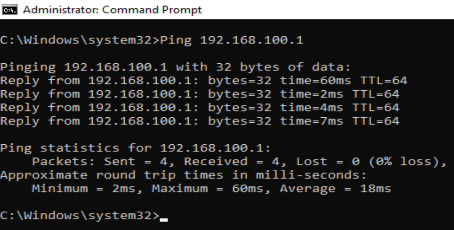 Administrator: Command Prompt
C:\Windows\system32>Ping 192.168.100.1
Pinging 192.168.100.1 with 32 bytes of data:
Reply from 192.168.100.1: bytes=32 time=60ms TTL=64
Reply from 192.168.100.1: bytes=32 time=2ms TTL=64
Reply from 192.168.100.1: bytes=32 time=4ms TTL=64
Reply from 192.168.100.1: bytes=32 time=7ms TTL=64
Ping statistics for 192.168.100.1:
    Packets: Sent = 4, Received = 4, Lost = 0 (0% loss),
Approximate round trip times in milli-seconds:
    Minimum = 2ms, Maximum = 60ms, Average = 18ms
C:\Windows\system32>